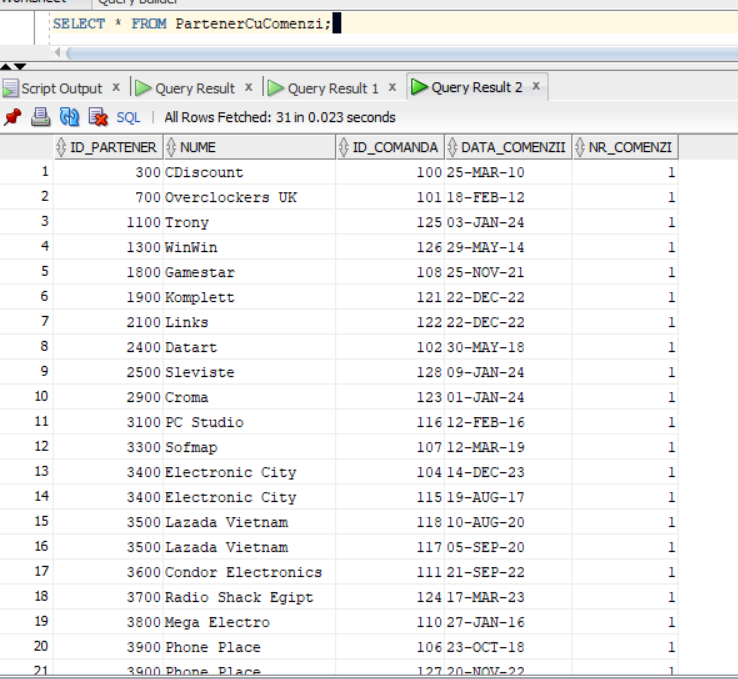 Worksheet Query Builder
SELECT * FROM PartenerCuComenzi;
Script Output x Query Result x Query Result 1 x Query Result 2 x
SQL | All Rows Fetched: 31 in 0.023 seconds
ID_PARTENER NUME ID_COMANDA DATA_COMENZII NR_COMENZI
1 300 CDiscount 100 25-MAR-10 1
2 700 Overclockers UK 101 18-FEB-12 1
3 1100 Trony 125 03-JAN-24 1
4 1300 WinWin 126 29-MAY-14 1
5 1800 Gamestar 108 25-NOV-21 1
6 1900 Komplett 121 22-DEC-22 1
7 2100 Links 122 22-DEC-22 1
8 2400 Datart 102 30-MAY-18 1
9 2500 Sleviste 128 09-JAN-24 1
10 2900 Croma 123 01-JAN-24 1
11 3100 PC Studio 116 12-FEB-16 1
12 3300 Sofmap 107 12-MAR-19 1
13 3400 Electronic City 104 14-DEC-23 1
14 3400 Electronic City 115 19-AUG-17 1
15 3500 Lazada Vietnam 118 10-AUG-20 1
16 3500 Lazada Vietnam 117 05-SEP-20 1
17 3600 Condor Electronics 111 21-SEP-22 1
18 3700 Radio Shack Egipt 124 17-MAR-23 1
19 3800 Mega Electro 110 27-JAN-16 1
20 3900 Phone Place 106 23-OCT-18 1
21 3900 Phone Place 127 20-NOV-22 1